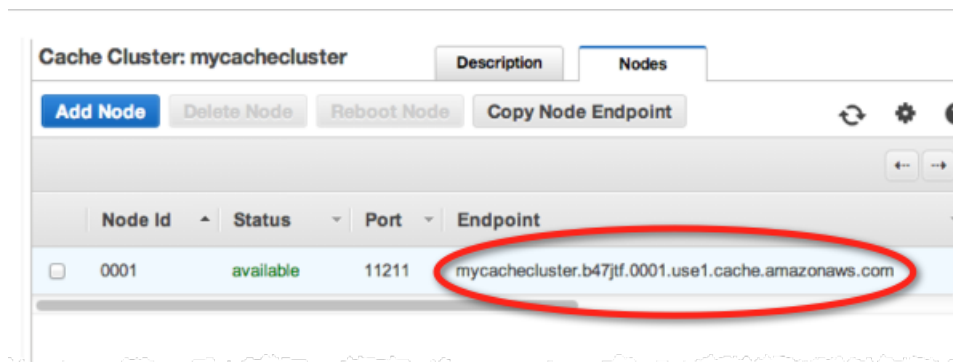 Cache Cluster: mycachecluster Description Nodes
Add Node Delete Node Reboot Node Copy Node Endpoint
Node Id Status Port Endpoint
0001 available 11211 mycachecluster.b47jtf.0001.use1.cache.amazonaws.com